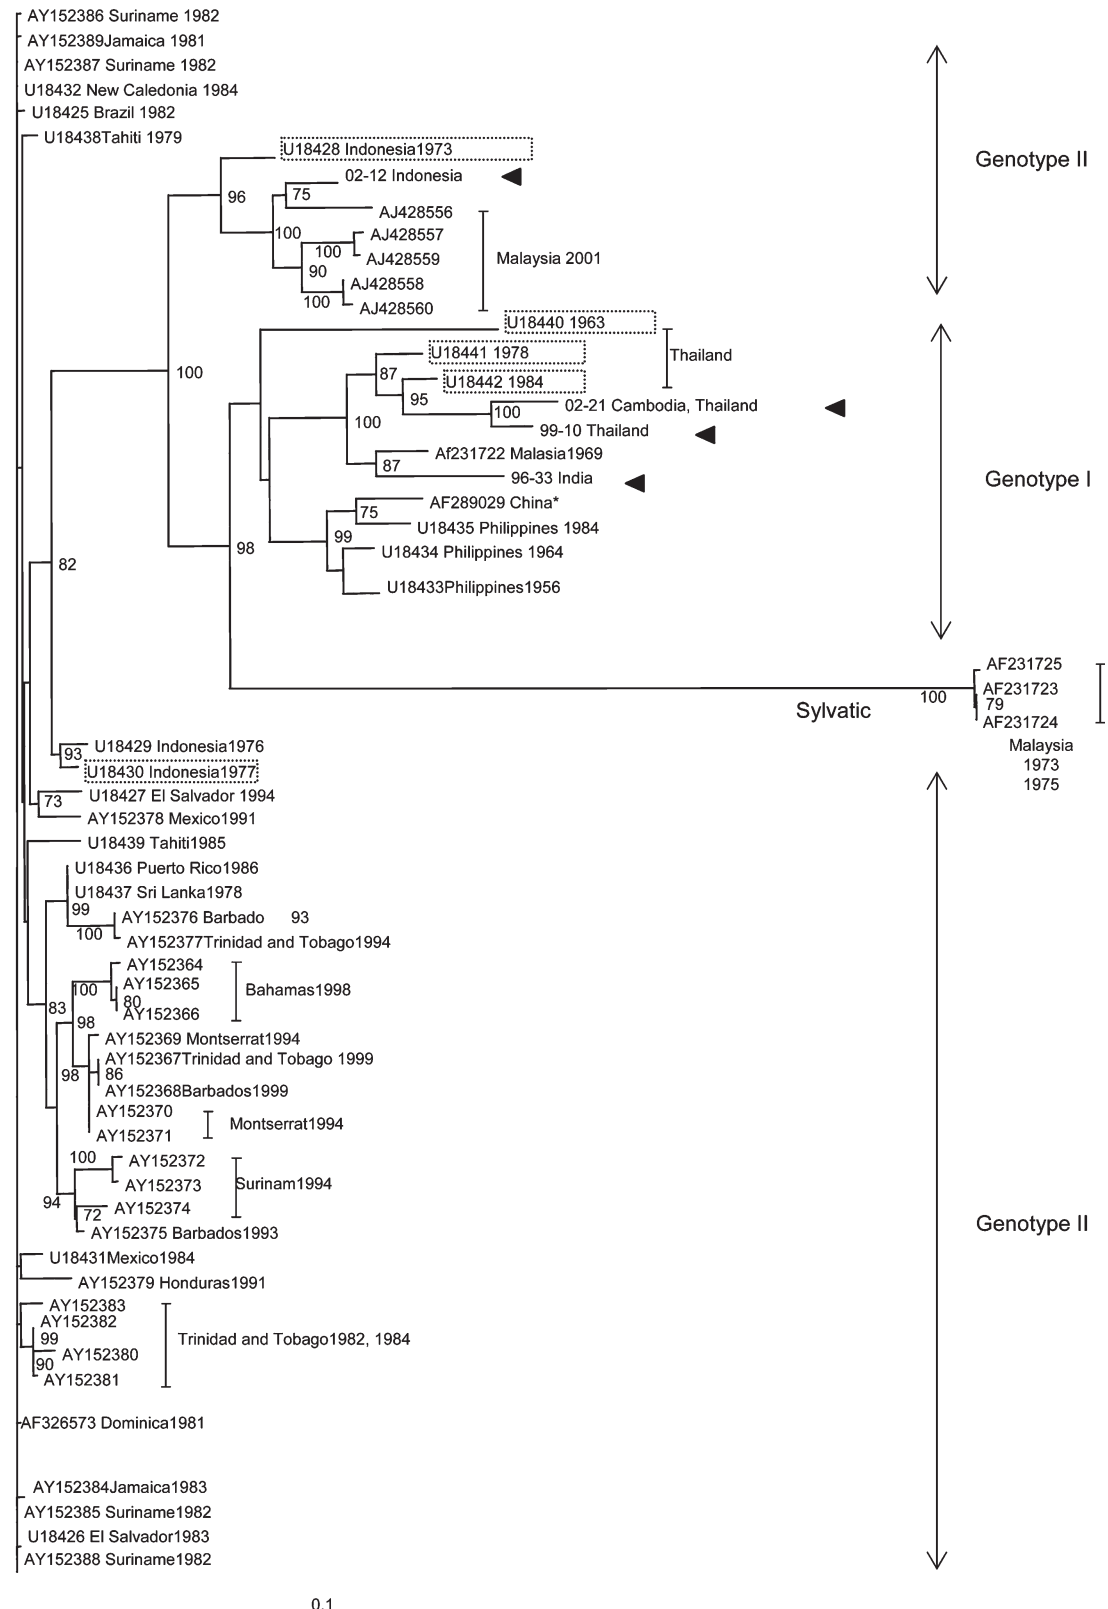 AY152386 Suriname 1982
AY152389Jamaica 1981
AY152387 Suriname 1982
U18432 New Caledonia 1984
U18425 Brazil 1982
U18438Tahiti 1979
U18428 Indonesia1973
Genotype II
02-12 Indonesia
75
96
AJ428556
100
AJ428557
100
AJ428559
Malaysia 2001
90
AJ428558
100
AJ428560
U18440 1963
U18441 1978
Thailand
100
87
U18442 1984
95
02-21 Cambodia, Thailand
100
100
99-10 Thailand
Af231722 Malasia1969
87
96-33 India
Genotype I
AF289029 China*
75
U18435 Philippines 1984
99
98
U18434 Philippines 1964
82
U18433Philippines1956
AF231725
100
AF231723
79
Sylvatic
AF231724
Malaysia
1973
1975
U18429 Indonesia1976
93
U18430 Indonesia1977
U18427 El Salvador 1994
73
AY152378 Mexico1991
U18439 Tahiti1985
U18436 Puerto Rico1986
U18437 Sri Lanka1978
99
AY152376 Barbado 93
100
AY152377Trinidad and Tobago1994
AY152364
AY152365
100
Bahamas1998
80
AY152366
83
98
AY152369 Montserrat1994
AY152367Trinidad and Tobago 1999
98
86
AY152368Barbados1999
AY152370
Montserrat1994
AY152371
100
AY152372
AY152373
Surinam1994
94
AY152374
72
Genotype II
AY152375 Barbados1993
U18431Mexico1984
AY152379 Honduras1991
AY152383
AY152382
99
Trinidad and Tobago1982, 1984
AY152380
90
AY152381
AF326573 Dominica1981
AY152384Jamaica1983
AY152385 Suriname1982
U18426 El Salvador1983
AY152388 Suriname1982
0.1